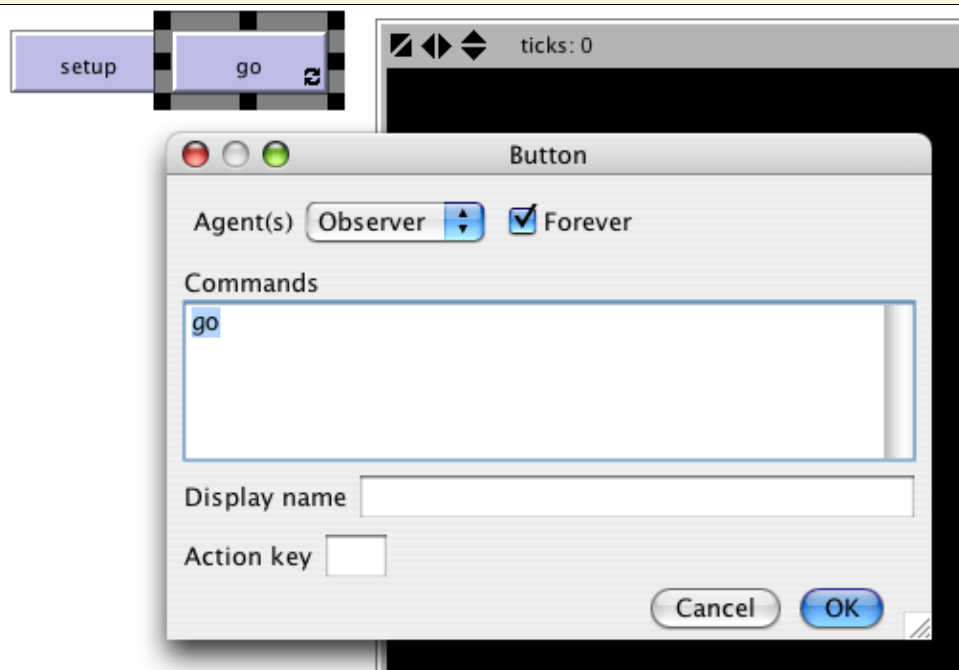 setup
go
ticks: 0
Button
Agent(s) Observer Forever
Commands
go
Display name
Action key
Cancel OK